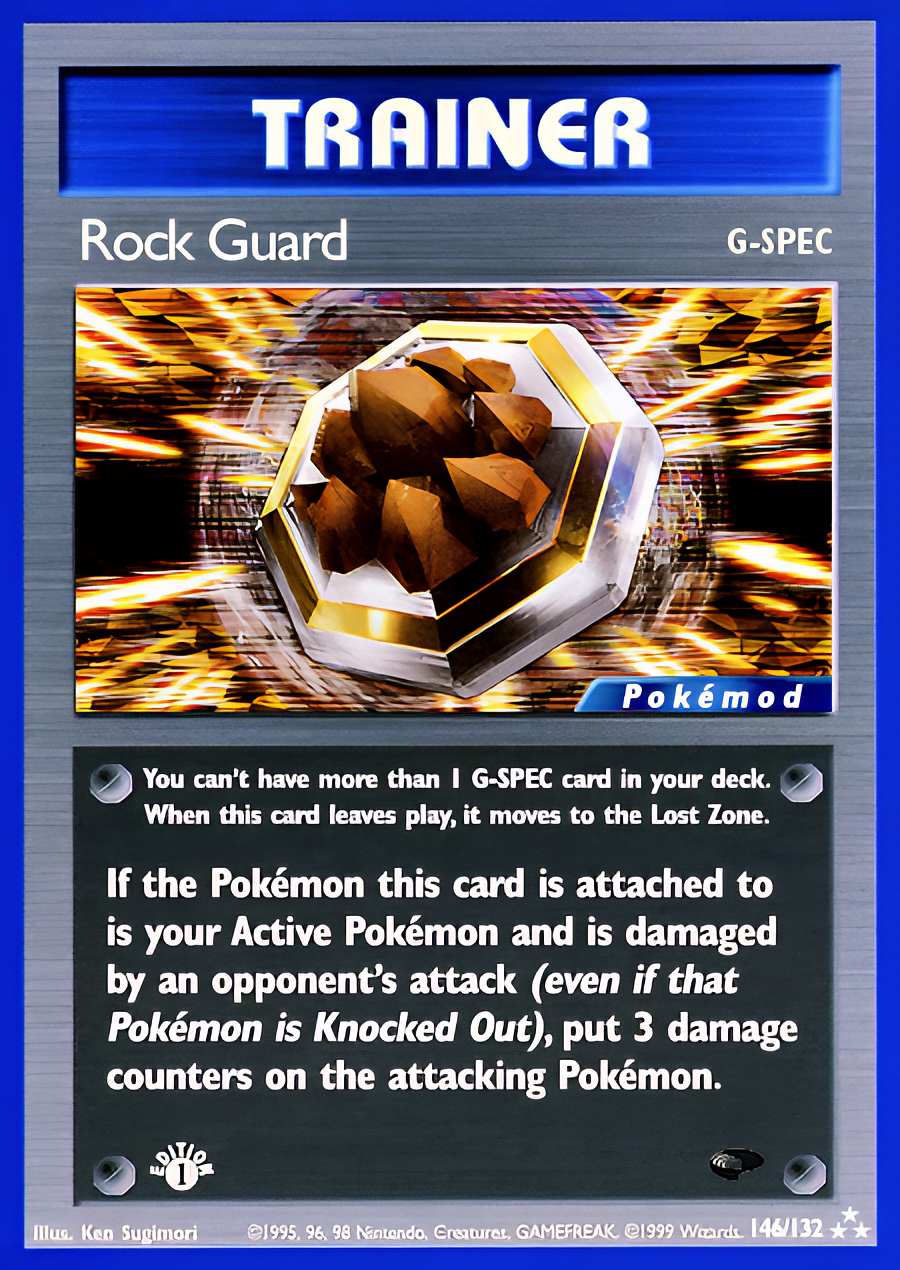 TRAINER
Rock Guard
G-SPEC
Pokémod
You can't have more than 1 G-SPEC card in your deck.
When this card leaves play, it moves to the Lost Zone.
If the Pokémon this card is attached to
is your Active Pokémon and is damaged
by an opponent's attack (even if that
Pokémon is Knocked Out), put 3 damage
counters on the attacking Pokémon.
EDITION
1
Illus. Ken Sugimori
©1995, 96, 98 Nintendo, Creatures, GAMEFREAK. ©1999 Wizards. 146/132